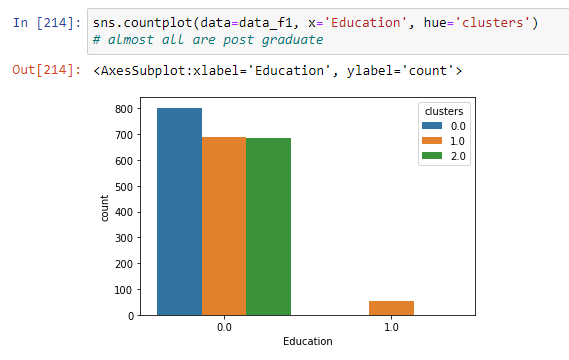 In [214]: sns.countplot(data=data_f1, x='Education', hue='clusters')
# almost all are post graduate
Out[214]: <AxesSubplot:xlabel='Education', ylabel='count'>
clusters
0.0
1.0
2.0
800
700
600
500
400
300
200
100
0
count
0.0 1.0
Education